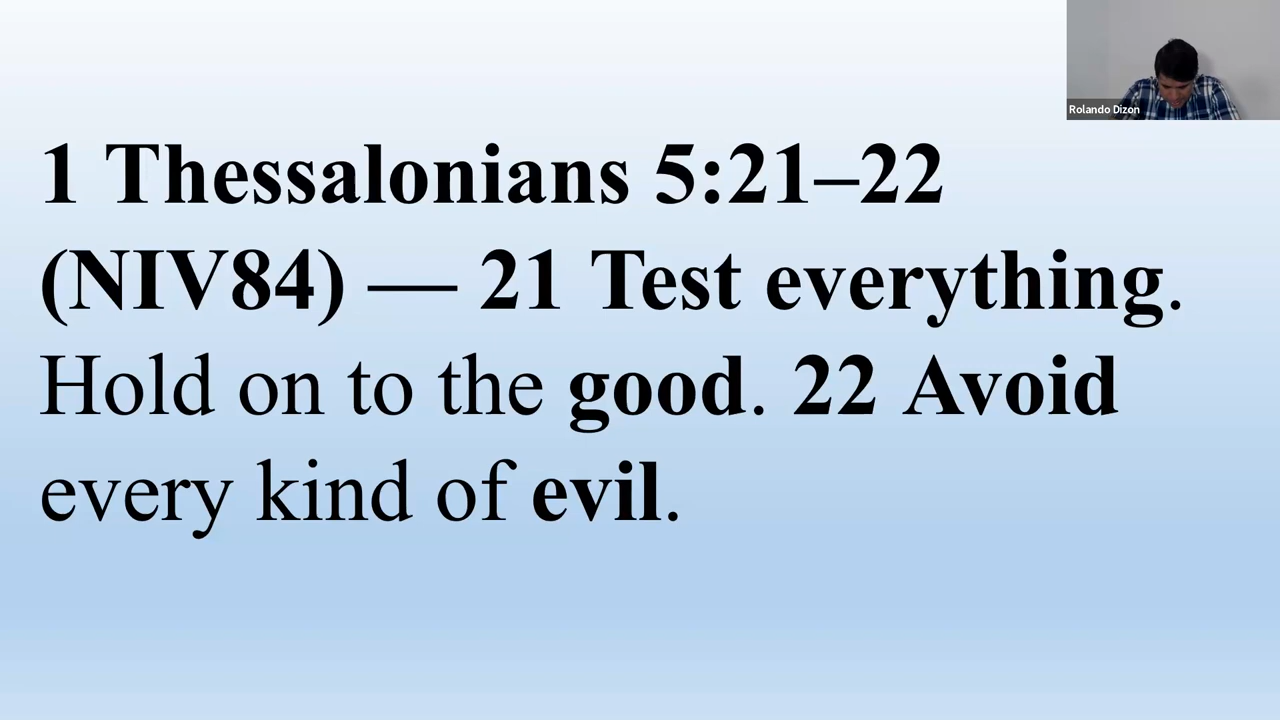 Rolando Dizon
1 Thessalonians 5:21–22
(NIV84) — 21 Test everything.
Hold on to the good. 22 Avoid
every kind of evil.